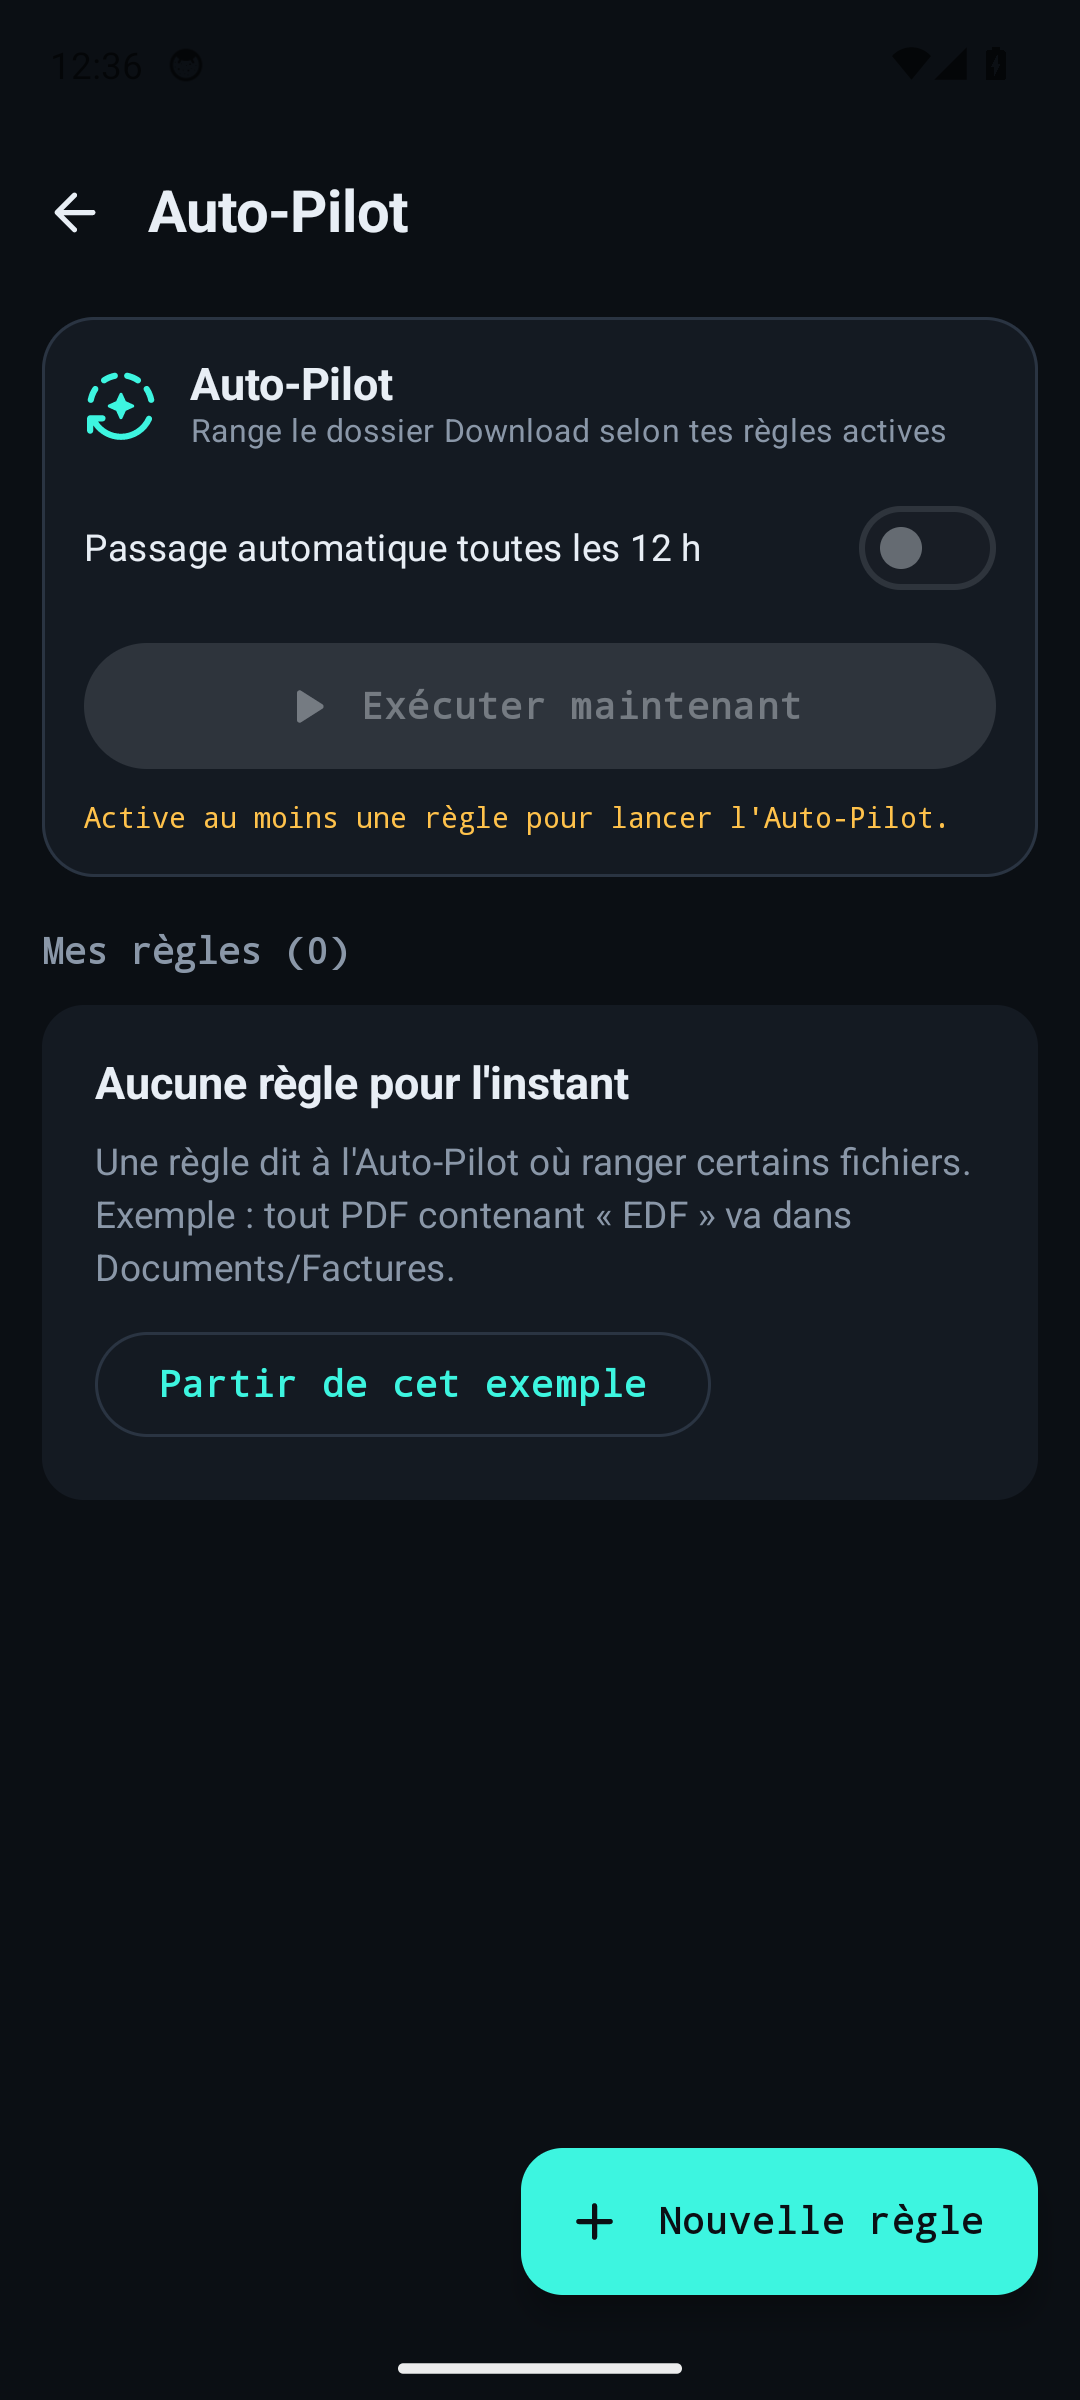 12:36
Auto-Pilot
Auto-Pilot
Range le dossier Download selon tes règles actives
Passage automatique toutes les 12 h
Exécuter maintenant
Active au moins une règle pour lancer l'Auto-Pilot.
Mes règles (0)
Aucune règle pour l'instant
Une règle dit à l'Auto-Pilot où ranger certains fichiers.
Exemple : tout PDF contenant « EDF » va dans
Documents/Factures.
Partir de cet exemple
Nouvelle règle